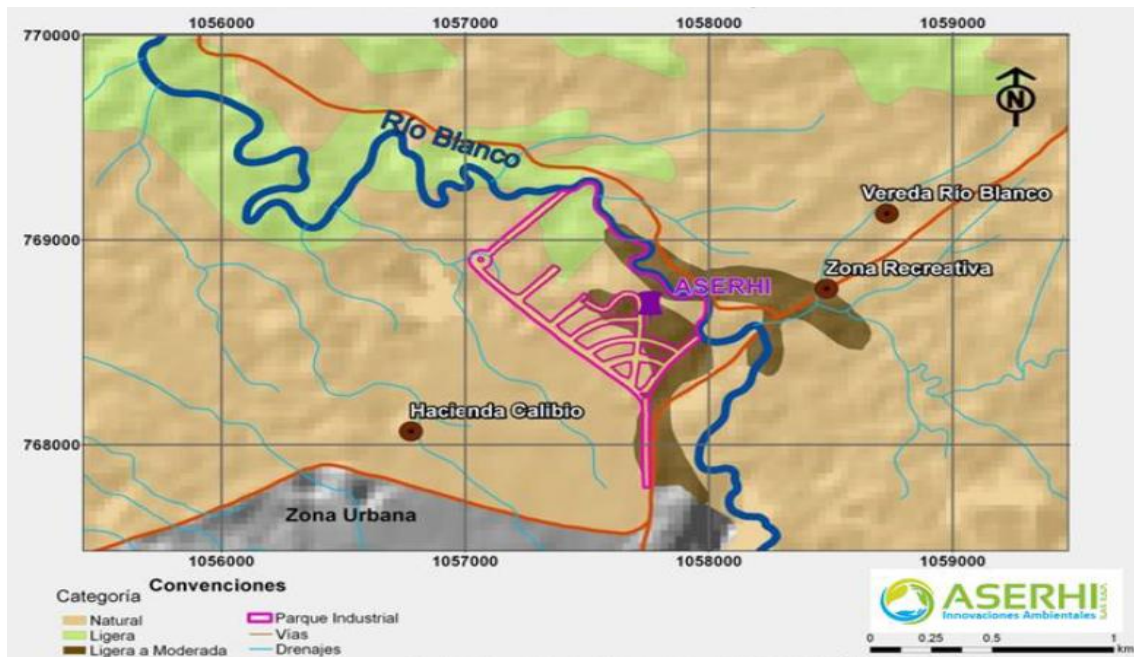 1056000 1057000 1058000 1059000
770000
N
Río Blanco
Vereda Río Blanco
769000
Zona Recreativa
ASERHI
Hacienda Calibio
768000
Zona Urbana
1056000 1057000 1058000 1059000
Convenciones
Categoría
Natural
Ligera
Ligera a Moderada
Parque Industrial
Vías
Drenajes
ASERHI
Innovaciones Ambientales
0 0.25 0.5 1
km